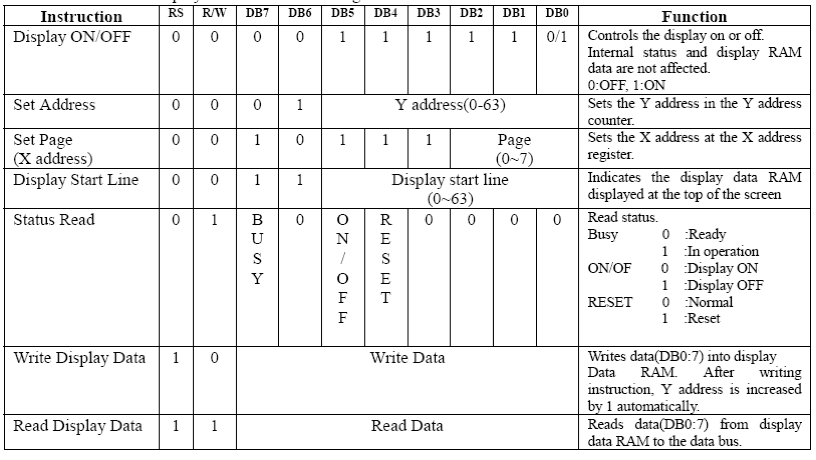 Instruction RS R/W DB7 DB6 DB5 DB4 DB3 DB2 DB1 DB0 Function
Display ON/OFF 0 0 0 0 1 1 1 1 1 0/1 Controls the display on or off.
Internal status and display RAM
data are not affected.
0:OFF, 1:ON
Set Address 0 0 0 1 Y address(0-63) Sets the Y address in the Y address
counter.
Set Page 0 0 1 0 1 1 1 Page Sets the X address at the X address
(X address) (0~7) register.
Display Start Line 0 0 1 1 Display start line Indicates the display data RAM
(0~63) displayed at the top of the screen
Status Read 0 1 B 0 O R 0 0 0 0 Read status.
U N E Busy 0 :Ready
S / S 1 :In operation
Y O E ON/OF 0 :Display ON
F T 1 :Display OFF
F RESET 0 :Normal
1 :Reset
Write Display Data 1 0 Write Data Writes data(DB0:7) into display
Data RAM. After writing
instruction, Y address is increased
by 1 automatically.
Read Display Data 1 1 Read Data Reads data(DB0:7) from display
data RAM to the data bus.